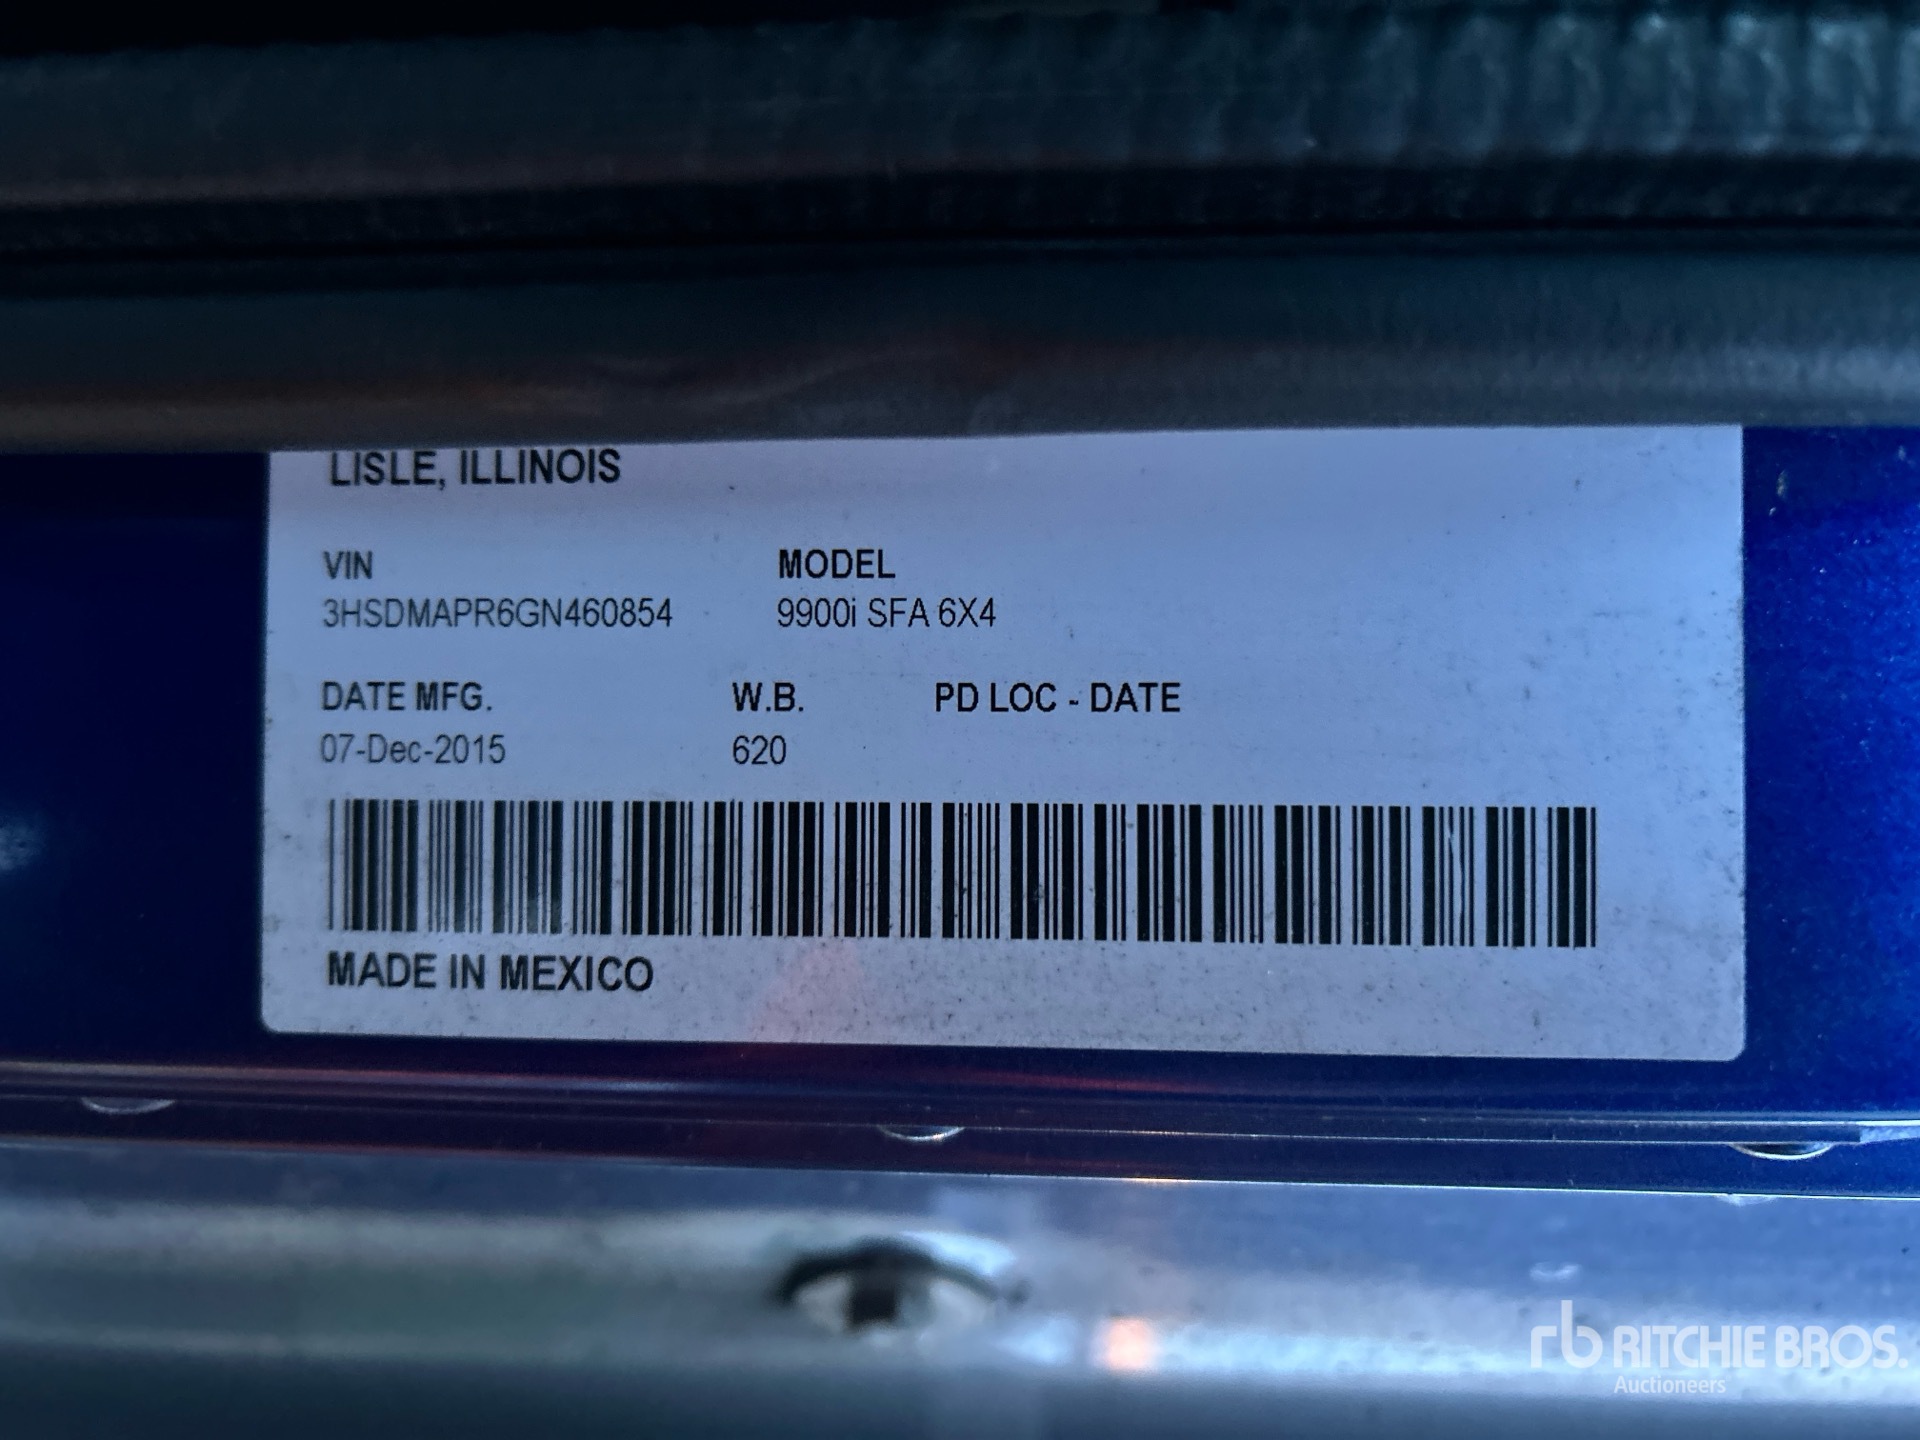 LISLE, ILLINOIS
VIN MODEL
3HSDMAPR6GN460854 9900i SFA 6X4
DATE MFG. W.B. PD LOC - DATE
07-Dec-2015 620
MADE IN MEXICO
rb RITCHIE BROS.
Auctioneers